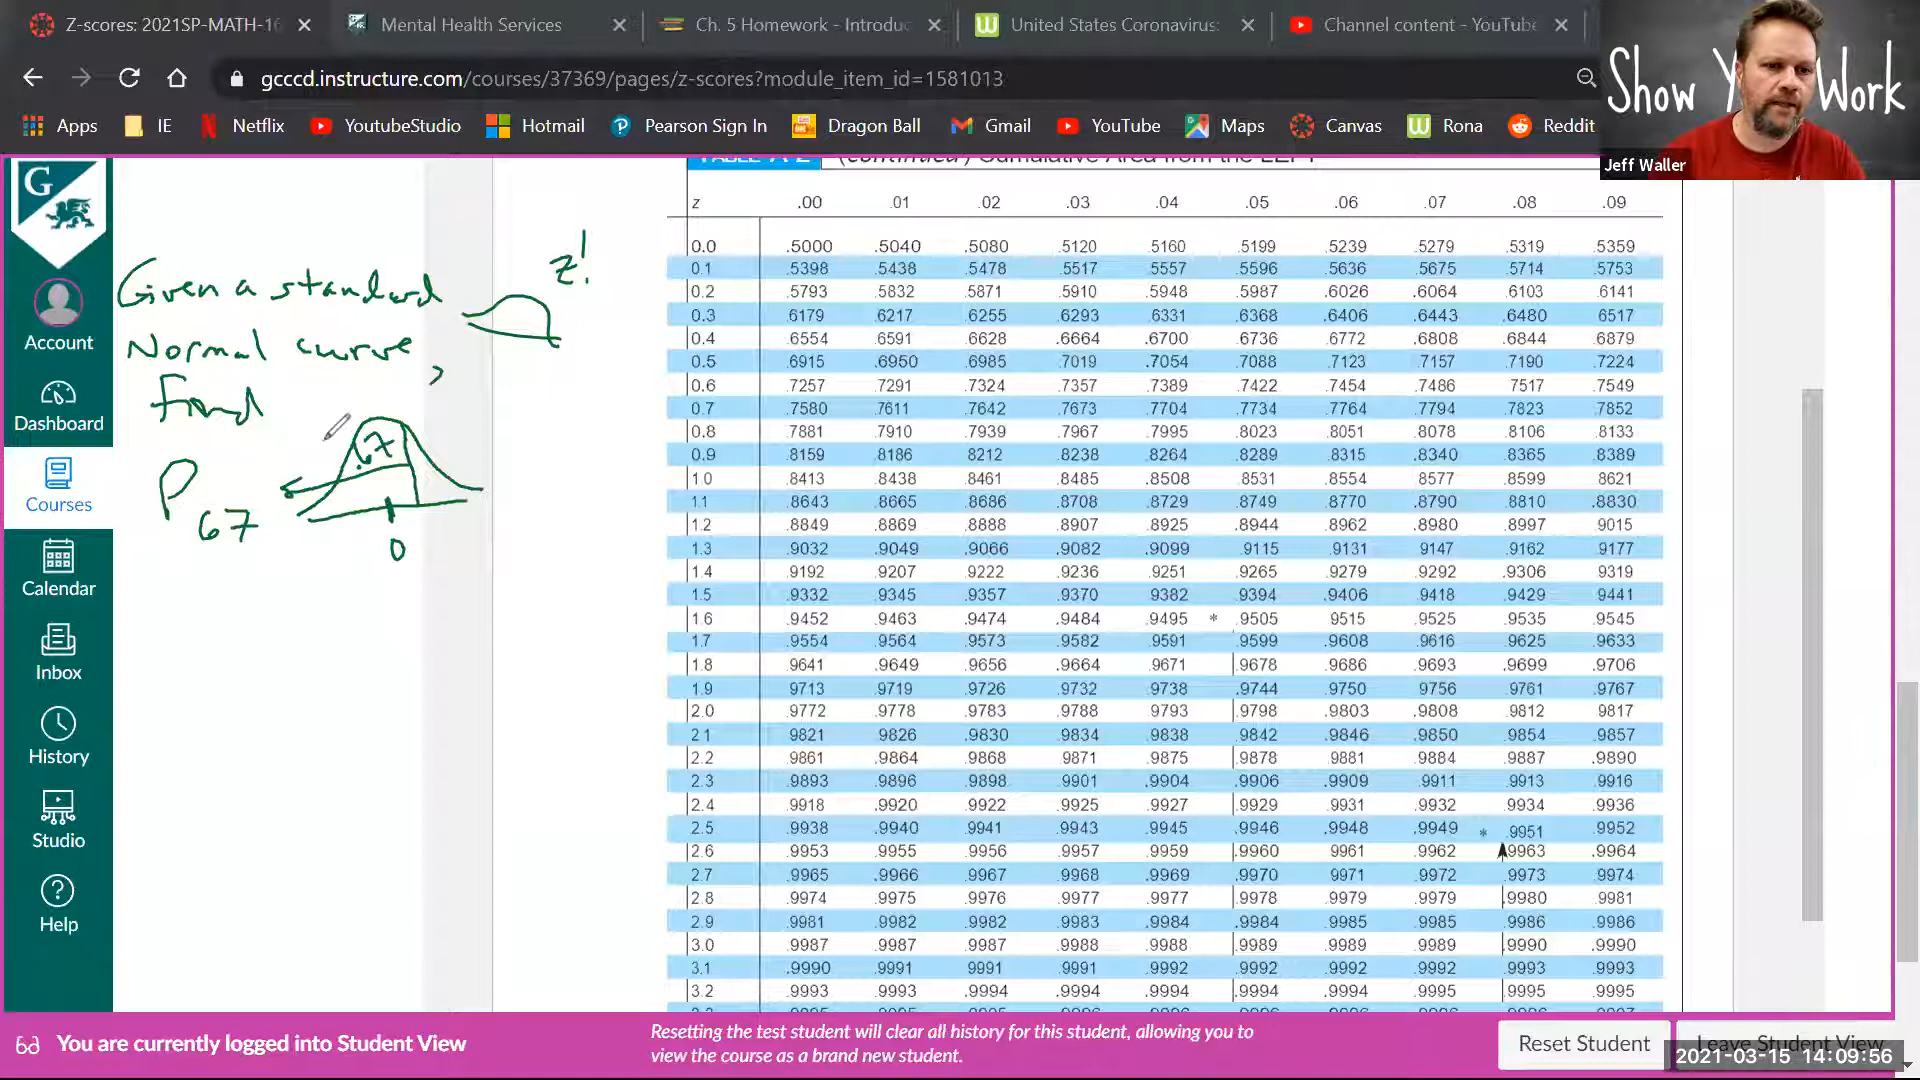 Z-scores: 2021SP-MATH-16
Mental Health Services
Ch. 5 Homework - Introduc
United States Coronavirus:
Channel content - YouTube
gcccd.instructure.com/courses/37369/pages/z-scores?module_item_id=1581013
Apps IE Netflix YoutubeStudio Hotmail Pearson Sign In Dragon Ball Gmail YouTube Maps Canvas Rona Reddit
Show Work
Jeff Waller
G
Account
Dashboard
Courses
Calendar
Inbox
History
Studio
Help
Given a standard
Normal curve,
Find
z!
P67
.67
0
TABLE A-2 (continued) Cumulative Area from the LEFT
z .00 .01 .02 .03 .04 .05 .06 .07 .08 .09
0.0 .5000 .5040 .5080 .5120 .5160 .5199 .5239 .5279 .5319 .5359
0.1 .5398 .5438 .5478 .5517 .5557 .5596 .5636 .5675 .5714 .5753
0.2 .5793 .5832 .5871 .5910 .5948 .5987 .6026 .6064 .6103 .6141
0.3 .6179 .6217 .6255 .6293 .6331 .6368 .6406 .6443 .6480 .6517
0.4 .6554 .6591 .6628 .6664 .6700 .6736 .6772 .6808 .6844 .6879
0.5 .6915 .6950 .6985 .7019 .7054 .7088 .7123 .7157 .7190 .7224
0.6 .7257 .7291 .7324 .7357 .7389 .7422 .7454 .7486 .7517 .7549
0.7 .7580 .7611 .7642 .7673 .7704 .7734 .7764 .7794 .7823 .7852
0.8 .7881 .7910 .7939 .7967 .7995 .8023 .8051 .8078 .8106 .8133
0.9 .8159 .8186 .8212 .8238 .8264 .8289 .8315 .8340 .8365 .8389
1.0 .8413 .8438 .8461 .8485 .8508 .8531 .8554 .8577 .8599 .8621
1.1 .8643 .8665 .8686 .8708 .8729 .8749 .8770 .8790 .8810 .8830
1.2 .8849 .8869 .8888 .8907 .8925 .8944 .8962 .8980 .8997 .9015
1.3 .9032 .9049 .9066 .9082 .9099 .9115 .9131 .9147 .9162 .9177
1.4 .9192 .9207 .9222 .9236 .9251 .9265 .9279 .9292 .9306 .9319
1.5 .9332 .9345 .9357 .9370 .9382 .9394 .9406 .9418 .9429 .9441
1.6 .9452 .9463 .9474 .9484 .9495 * .9505 .9515 .9525 .9535 .9545
1.7 .9554 .9564 .9573 .9582 .9591 .9599 .9608 .9616 .9625 .9633
1.8 .9641 .9649 .9656 .9664 .9671 .9678 .9686 .9693 .9699 .9706
1.9 .9713 .9719 .9726 .9732 .9738 .9744 .9750 .9756 .9761 .9767
2.0 .9772 .9778 .9783 .9788 .9793 .9798 .9803 .9808 .9812 .9817
2.1 .9821 .9826 .9830 .9834 .9838 .9842 .9846 .9850 .9854 .9857
2.2 .9861 .9864 .9868 .9871 .9875 .9878 .9881 .9884 .9887 .9890
2.3 .9893 .9896 .9898 .9901 .9904 .9906 .9909 .9911 .9913 .9916
2.4 .9918 .9920 .9922 .9925 .9927 .9929 .9931 .9932 .9934 .9936
2.5 .9938 .9940 .9941 .9943 .9945 .9946 .9948 .9949 * .9951 .9952
2.6 .9953 .9955 .9956 .9957 .9959 .9960 .9961 .9962 .9963 .9964
2.7 .9965 .9966 .9967 .9968 .9969 .9970 .9971 .9972 .9973 .9974
2.8 .9974 .9975 .9976 .9977 .9977 .9978 .9979 .9979 .9980 .9981
2.9 .9981 .9982 .9982 .9983 .9984 .9984 .9985 .9985 .9986 .9986
3.0 .9987 .9987 .9987 .9988 .9988 .9989 .9989 .9989 .9990 .9990
3.1 .9990 .9991 .9991 .9991 .9992 .9992 .9992 .9992 .9993 .9993
3.2 .9993 .9993 .9994 .9994 .9994 .9994 .9994 .9995 .9995 .9995
You are currently logged into Student View
Resetting the test student will clear all history for this student, allowing you to
view the course as a brand new student.
Reset Student
Leave Student View
2021-03-15 14:09:56